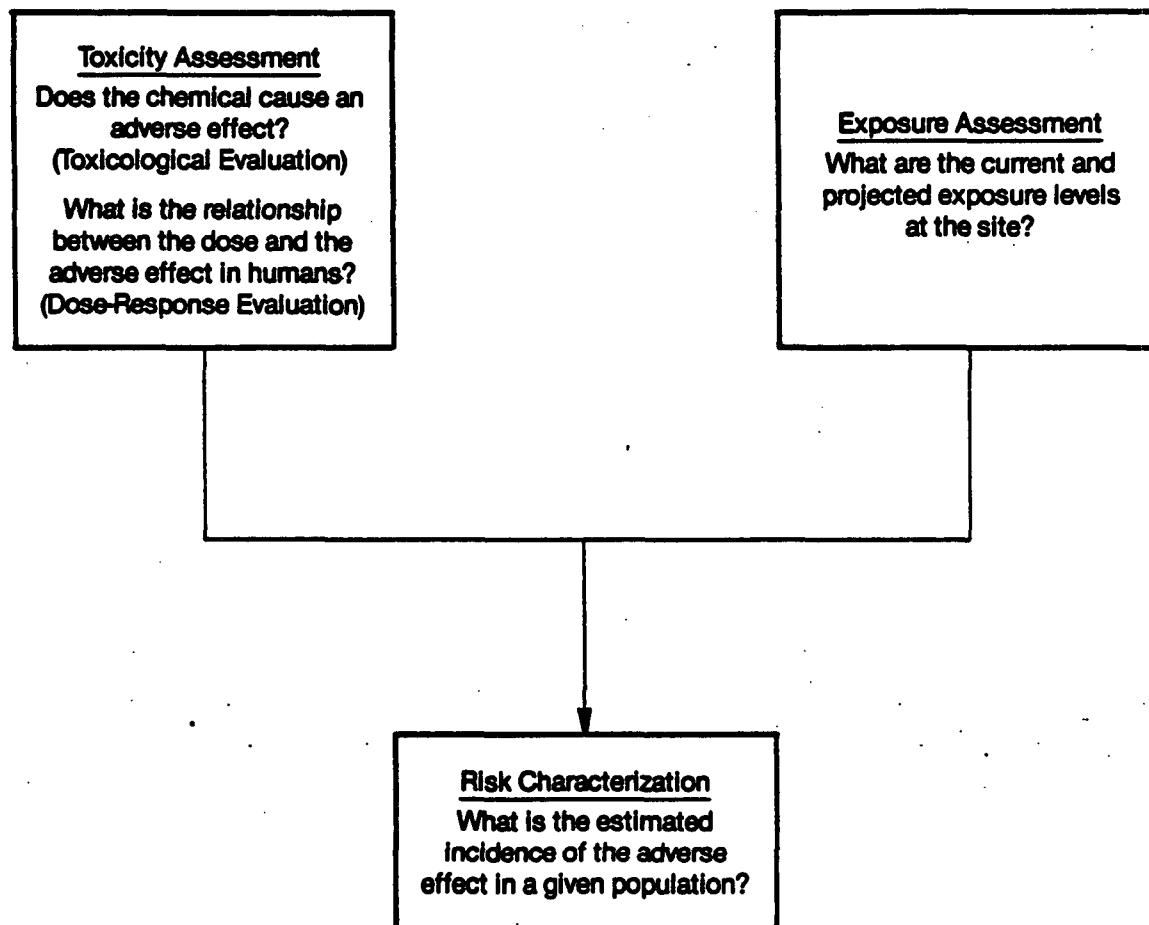 Toxicity Assessment
Does the chemical cause an
adverse effect?
(Toxicological Evaluation)
What is the relationship
between the dose and the
adverse effect in humans?
(Dose-Response Evaluation)
Exposure Assessment
What are the current and
projected exposure levels
at the site?
Risk Characterization
What is the estimated
incidence of the adverse
effect in a given population?